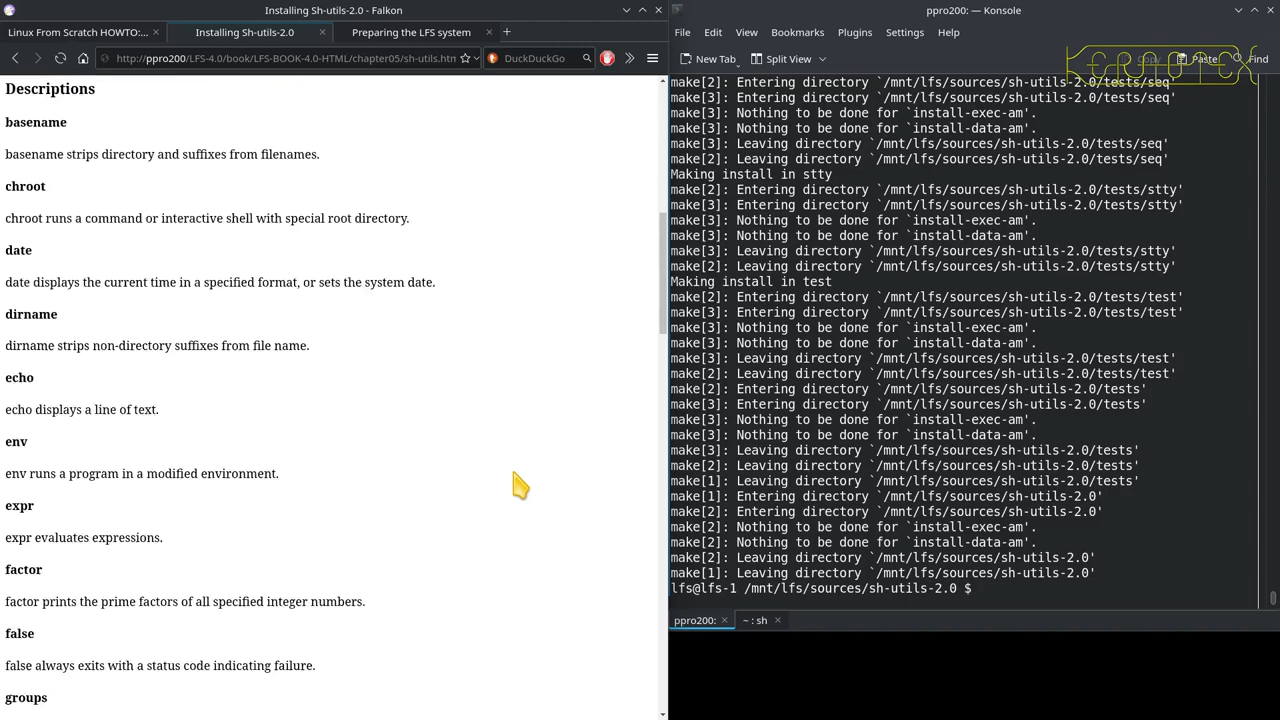 Installing Sh-utils-2.0 - Falkon
Linux From Scratch HOWTO:...
Installing Sh-utils-2.0
Preparing the LFS system
http://ppro200/LFS-4.0/book/LFS-BOOK-4.0-HTML/chapter05/sh-utils.htm
DuckDuckGo
Descriptions
basename
basename strips directory and suffixes from filenames.
chroot
chroot runs a command or interactive shell with special root directory.
date
date displays the current time in a specified format, or sets the system date.
dirname
dirname strips non-directory suffixes from file name.
echo
echo displays a line of text.
env
env runs a program in a modified environment.
expr
expr evaluates expressions.
factor
factor prints the prime factors of all specified integer numbers.
false
false always exits with a status code indicating failure.
groups
ppro200: — Konsole
File Edit View Bookmarks Plugins Settings Help
New Tab Split View Copy Paste Find
make[2]: Entering directory `/mnt/lfs/sources/sh-utils-2.0/tests/seq'
make[3]: Entering directory `/mnt/lfs/sources/sh-utils-2.0/tests/seq'
make[3]: Nothing to be done for `install-exec-am'.
make[3]: Nothing to be done for `install-data-am'.
make[3]: Leaving directory `/mnt/lfs/sources/sh-utils-2.0/tests/seq'
make[2]: Leaving directory `/mnt/lfs/sources/sh-utils-2.0/tests/seq'
Making install in stty
make[2]: Entering directory `/mnt/lfs/sources/sh-utils-2.0/tests/stty'
make[3]: Entering directory `/mnt/lfs/sources/sh-utils-2.0/tests/stty'
make[3]: Nothing to be done for `install-exec-am'.
make[3]: Nothing to be done for `install-data-am'.
make[3]: Leaving directory `/mnt/lfs/sources/sh-utils-2.0/tests/stty'
make[2]: Leaving directory `/mnt/lfs/sources/sh-utils-2.0/tests/stty'
Making install in test
make[2]: Entering directory `/mnt/lfs/sources/sh-utils-2.0/tests/test'
make[3]: Entering directory `/mnt/lfs/sources/sh-utils-2.0/tests/test'
make[3]: Nothing to be done for `install-exec-am'.
make[3]: Nothing to be done for `install-data-am'.
make[3]: Leaving directory `/mnt/lfs/sources/sh-utils-2.0/tests/test'
make[2]: Leaving directory `/mnt/lfs/sources/sh-utils-2.0/tests/test'
make[2]: Entering directory `/mnt/lfs/sources/sh-utils-2.0/tests'
make[3]: Entering directory `/mnt/lfs/sources/sh-utils-2.0/tests'
make[3]: Nothing to be done for `install-exec-am'.
make[3]: Nothing to be done for `install-data-am'.
make[3]: Leaving directory `/mnt/lfs/sources/sh-utils-2.0/tests'
make[2]: Leaving directory `/mnt/lfs/sources/sh-utils-2.0/tests'
make[1]: Leaving directory `/mnt/lfs/sources/sh-utils-2.0/tests'
make[1]: Entering directory `/mnt/lfs/sources/sh-utils-2.0'
make[2]: Entering directory `/mnt/lfs/sources/sh-utils-2.0'
make[2]: Nothing to be done for `install-exec-am'.
make[2]: Nothing to be done for `install-data-am'.
make[2]: Leaving directory `/mnt/lfs/sources/sh-utils-2.0'
make[1]: Leaving directory `/mnt/lfs/sources/sh-utils-2.0'
lfs@lfs-1 /mnt/lfs/sources/sh-utils-2.0 $
ppro200:
~ : sh